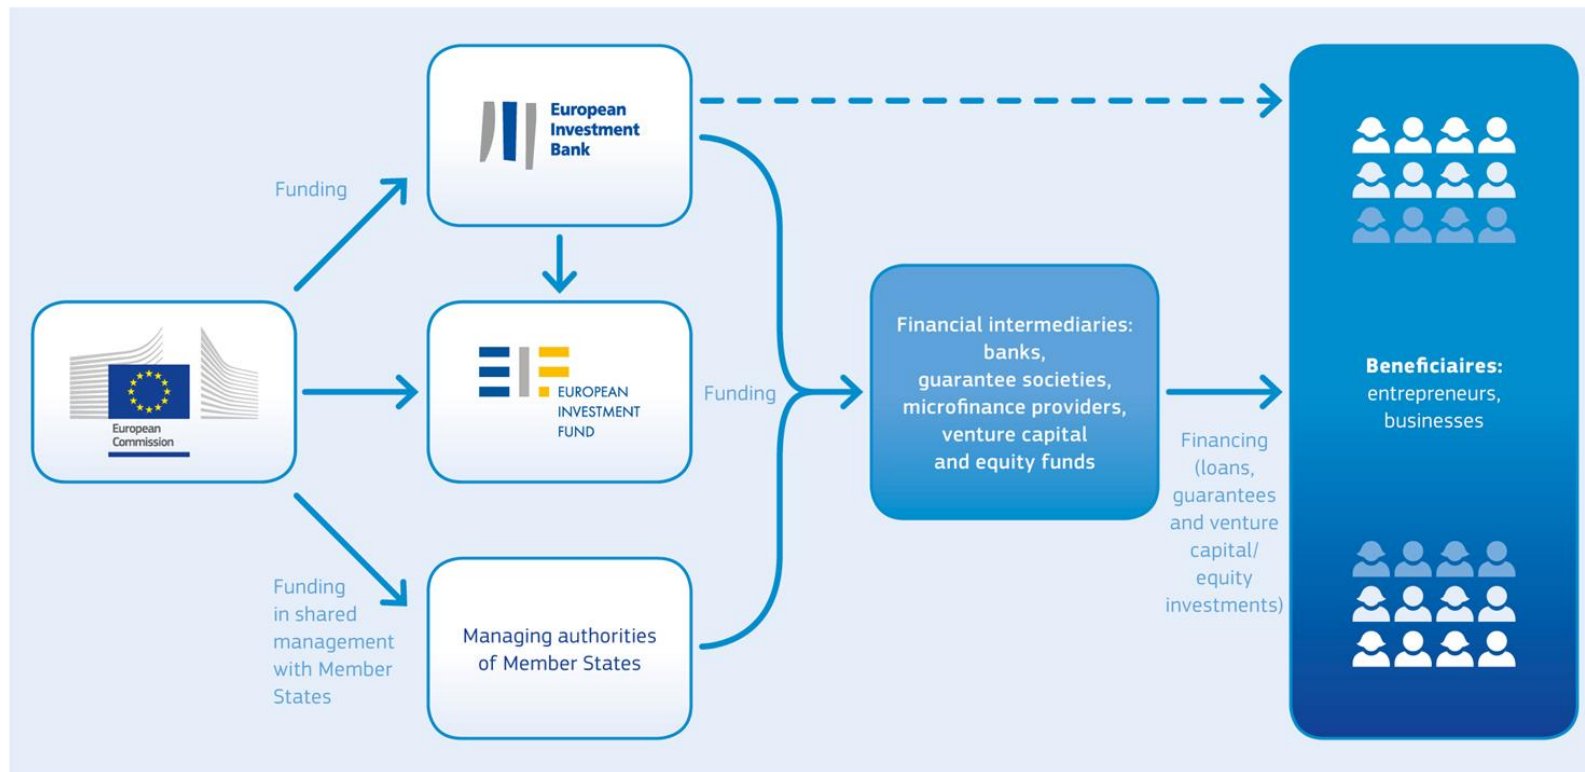 European
Investment
Bank
Funding
European
Commission
EUROPEAN
INVESTMENT
FUND
Funding
Funding
in shared
management
with Member
States
Managing authorities
of Member States
Financial intermediaries:
banks,
guarantee societies,
microfinance providers,
venture capital
and equity funds
Financing
(loans,
guarantees
and venture
capital/
equity
investments)
Beneficiaires:
entrepreneurs,
businesses